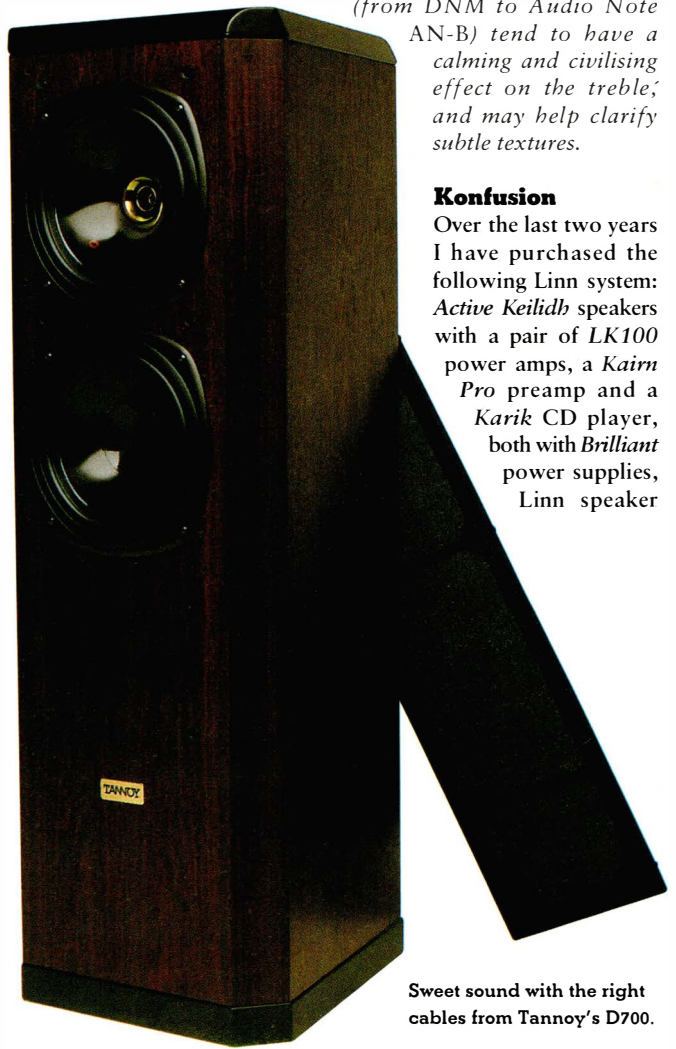 (from DNM to Audio Note
AN-B) tend to have a
calming and civilising
effect on the treble,
and may help clarify
subtle textures.
Konfusion
Over the last two years
I have purchased the
following Linn system:
Active Keilidh speakers
with a pair of LK100
power amps, a Kairn
Pro preamp and a
Karik CD player,
both with Brilliant
power supplies,
Linn speaker
TANNOY
Sweet sound with the right
cables from Tannoy's D700.